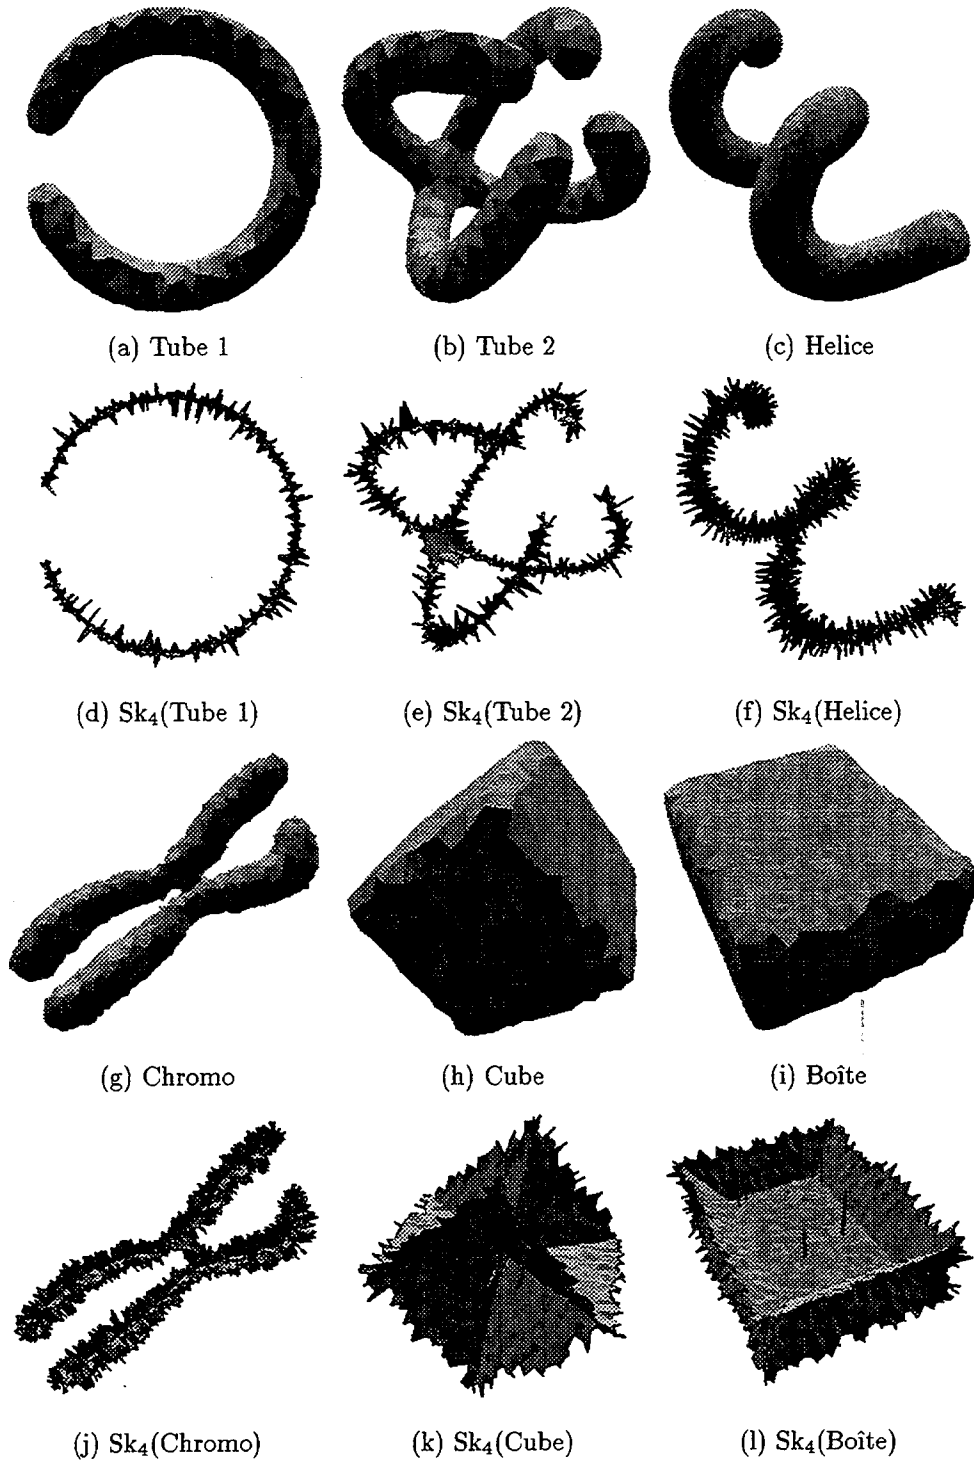 (a) Tube 1
(b) Tube 2
(c) Helice
(d) Sk₄(Tube 1)
(e) Sk₄(Tube 2)
(f) Sk₄(Helice)
(g) Chromo
(h) Cube
(i) Boîte
(j) Sk₄(Chromo)
(k) Sk₄(Cube)
(l) Sk₄(Boîte)